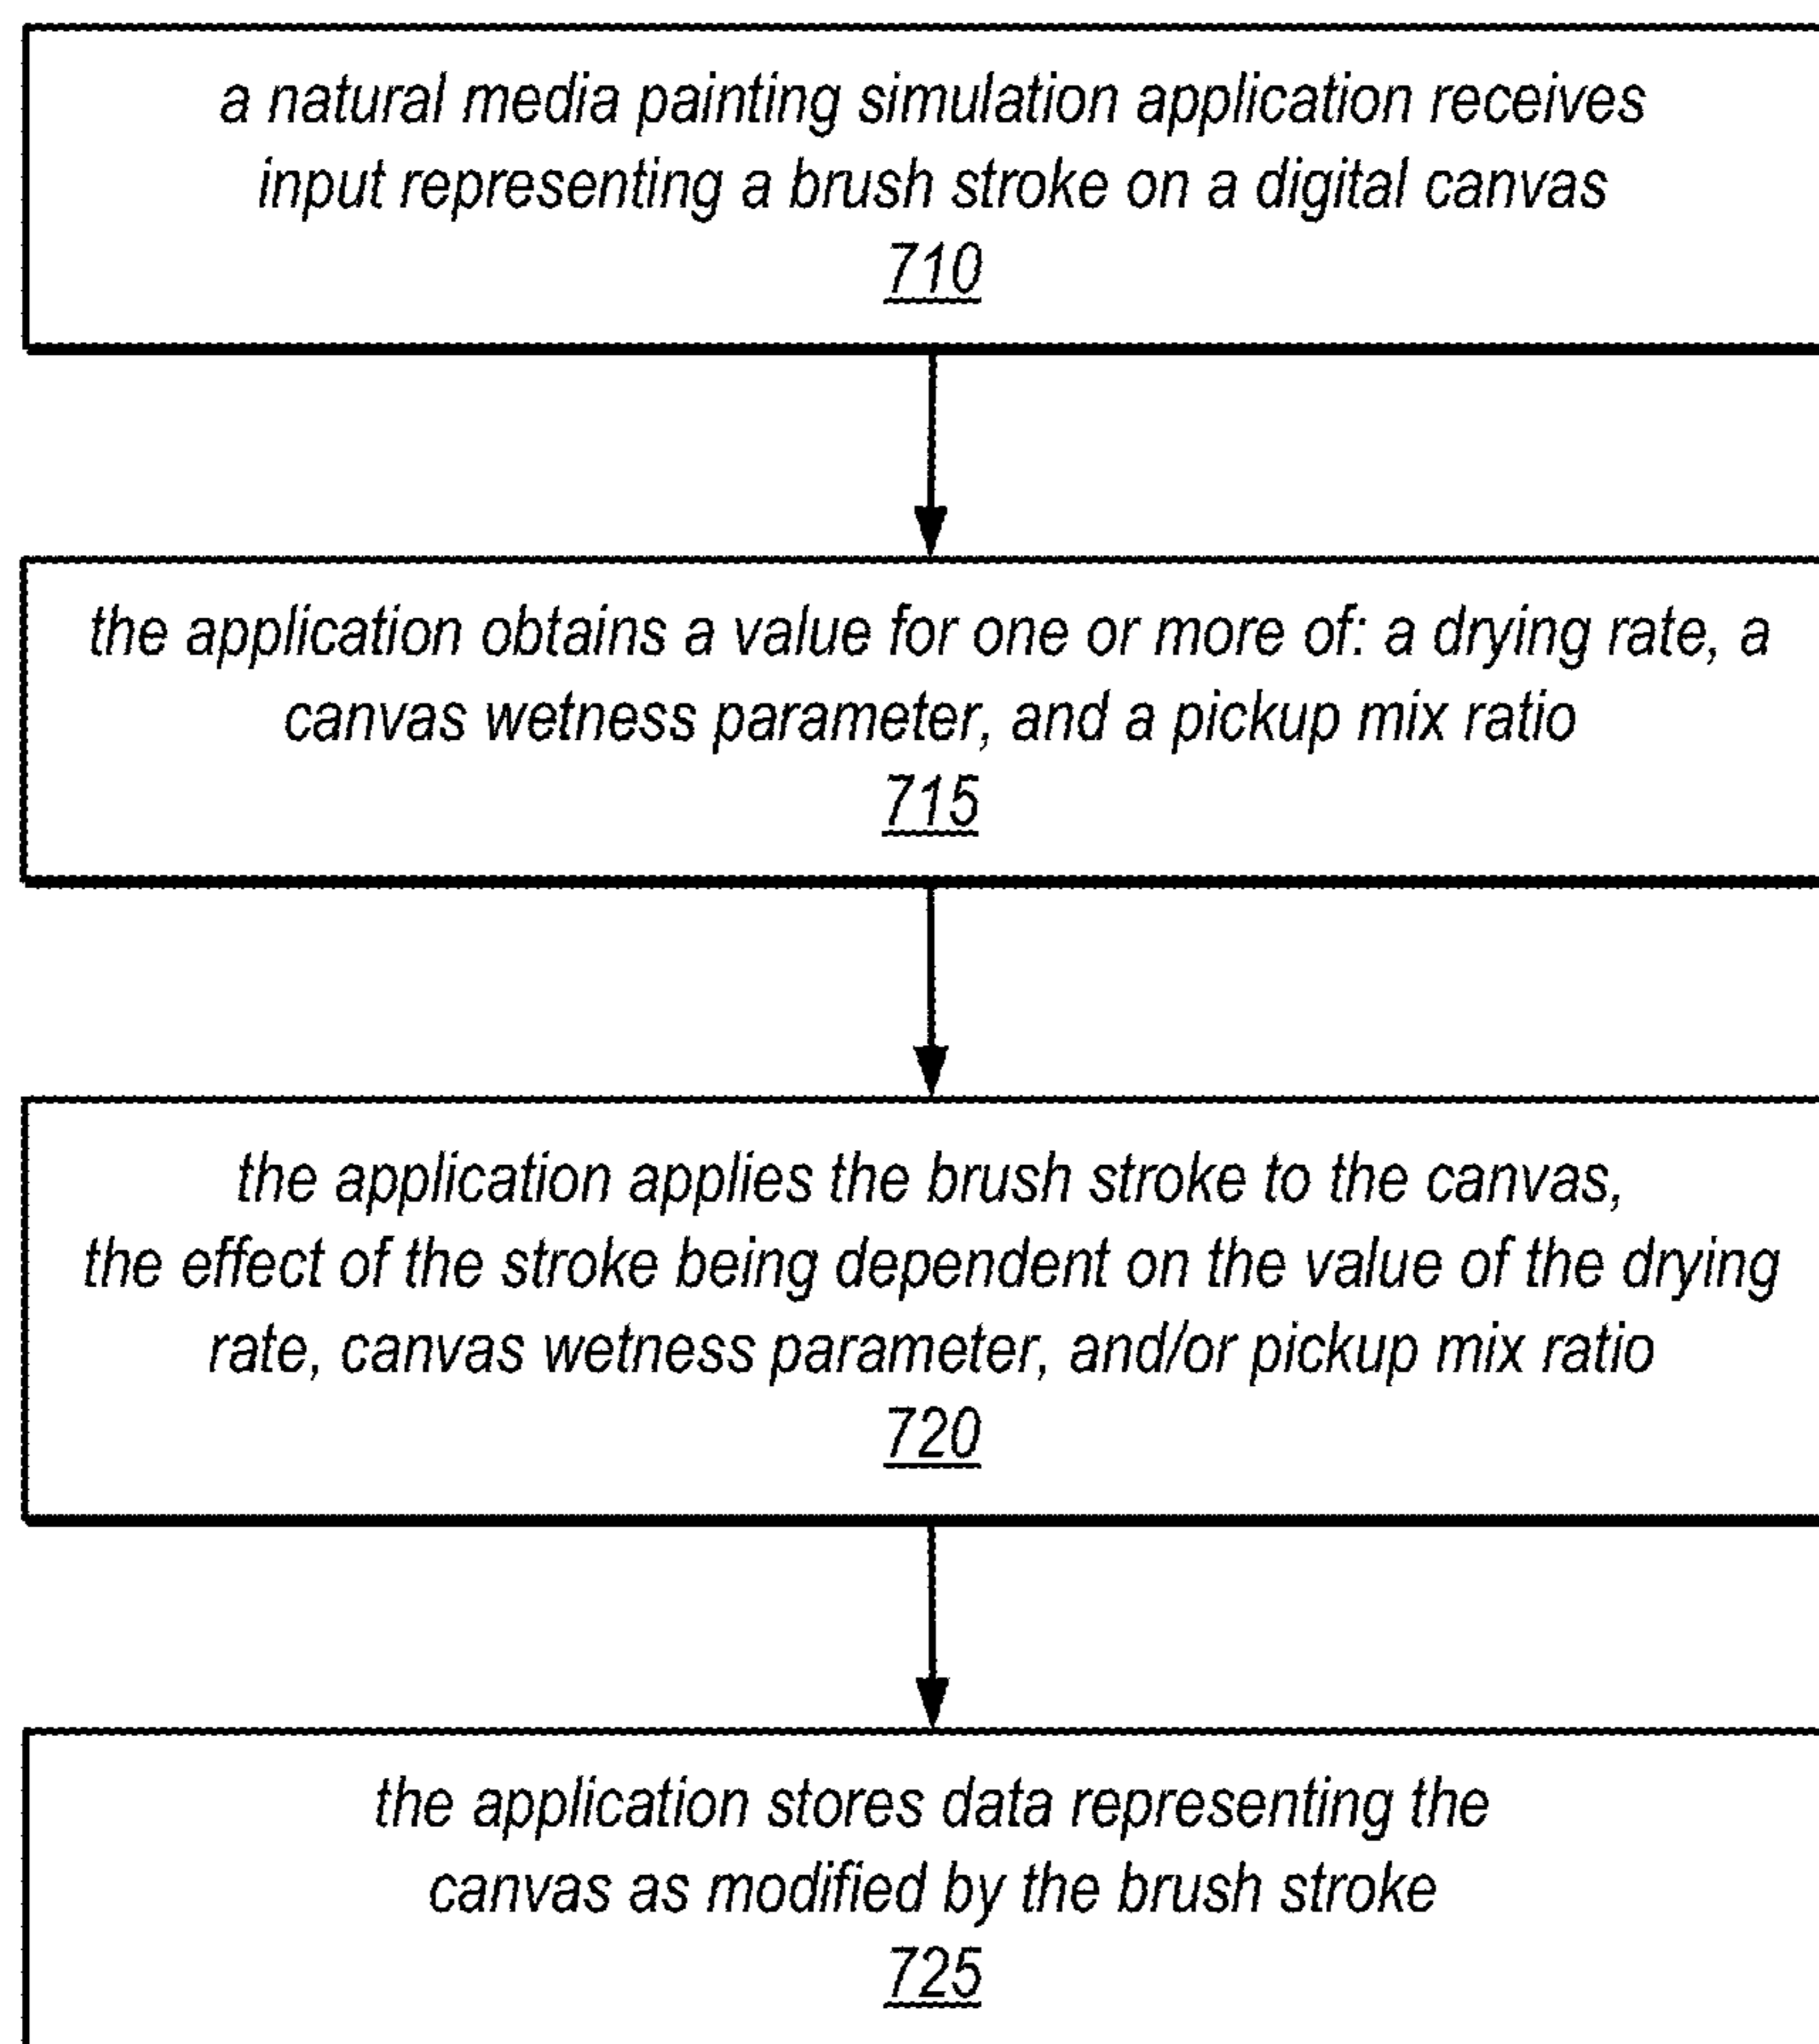 a natural media painting simulation application receives
input representing a brush stroke on a digital canvas
710
the application obtains a value for one or more of: a drying rate, a
canvas wetness parameter, and a pickup mix ratio
715
the application applies the brush stroke to the canvas,
the effect of the stroke being dependent on the value of the drying
rate, canvas wetness parameter, and/or pickup mix ratio
720
the application stores data representing the
canvas as modified by the brush stroke
725